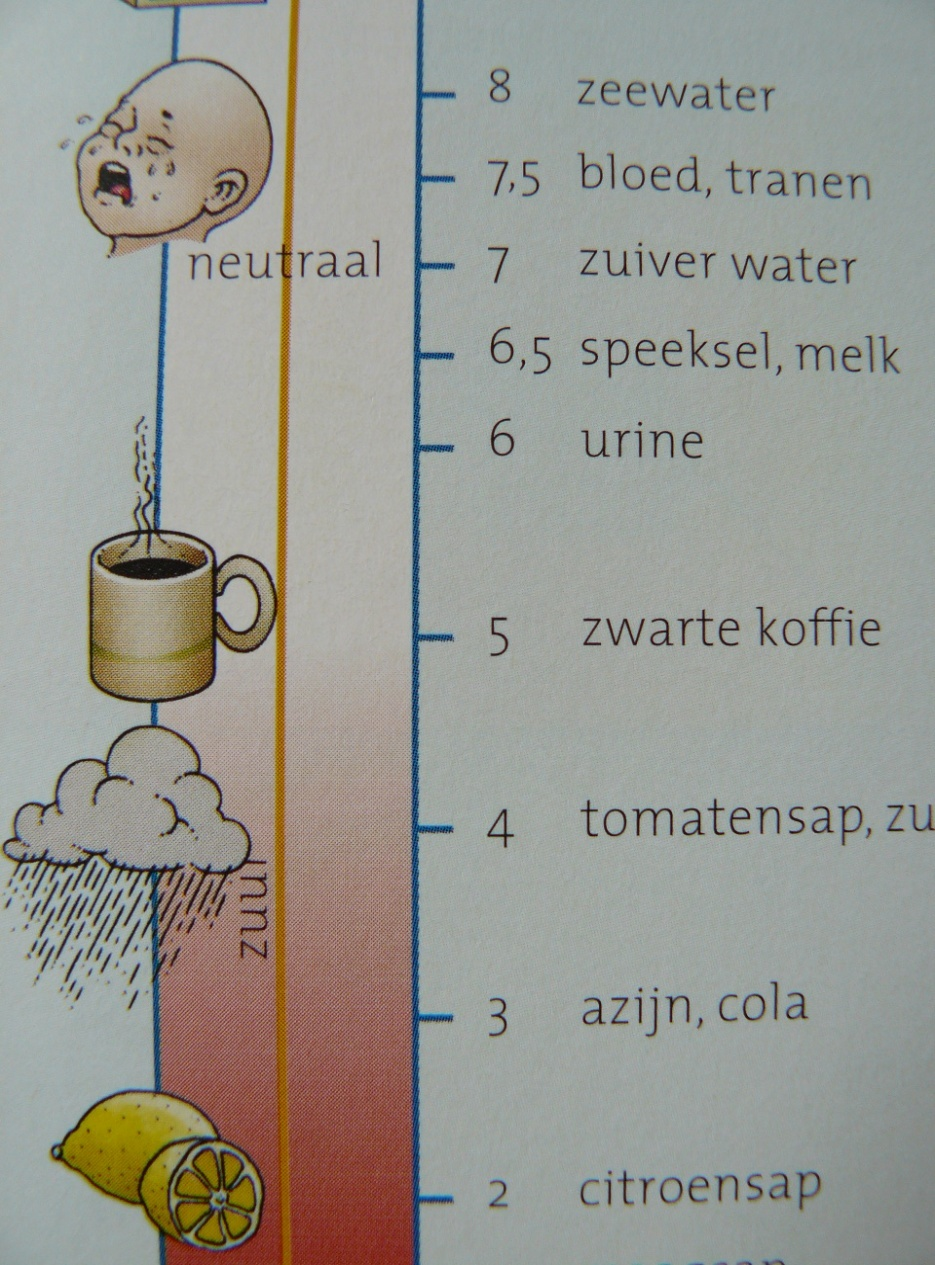 8 zeewater
7,5 bloed, tranen
neutraal 7 zuiver water
6,5 speeksel, melk
6 urine
5 zwarte koffie
4 tomatensap, zu
zuur
3 azijn, cola
2 citroensap